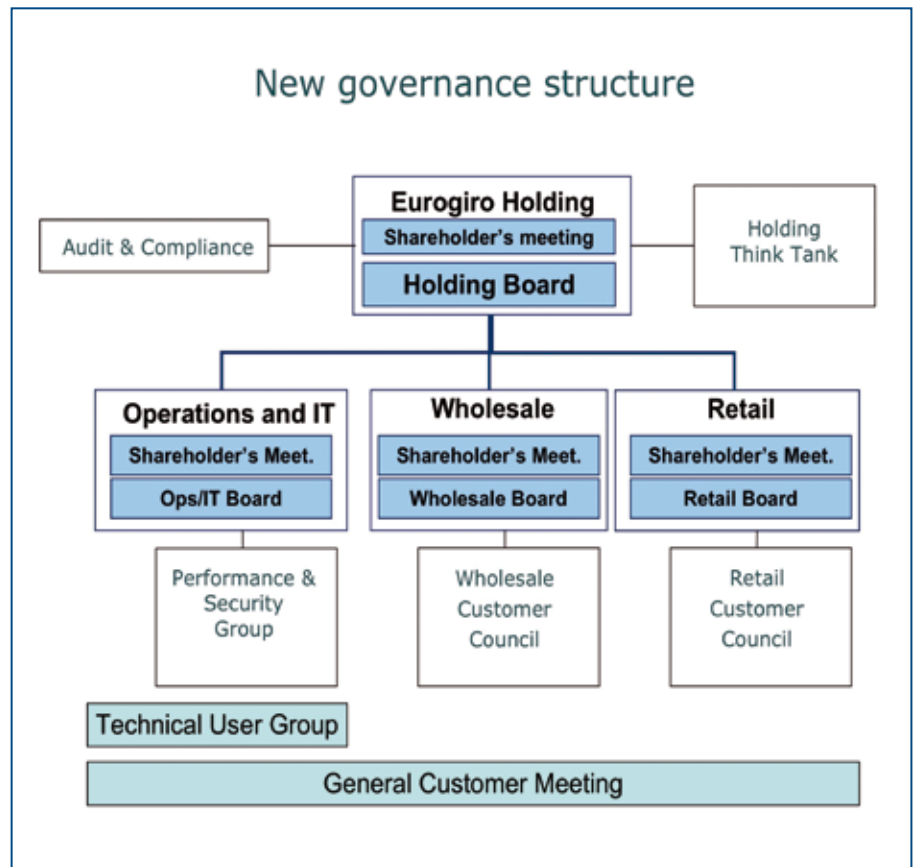 New governance structure
Eurogiro Holding
Shareholder's meeting
Holding Board
Audit & Compliance
Holding
Think Tank
Operations and IT
Shareholder's Meet.
Ops/IT Board
Wholesale
Shareholder's Meet.
Wholesale Board
Retail
Shareholder's Meet.
Retail Board
Performance &
Security
Group
Wholesale
Customer
Council
Retail
Customer
Council
Technical User Group
General Customer Meeting